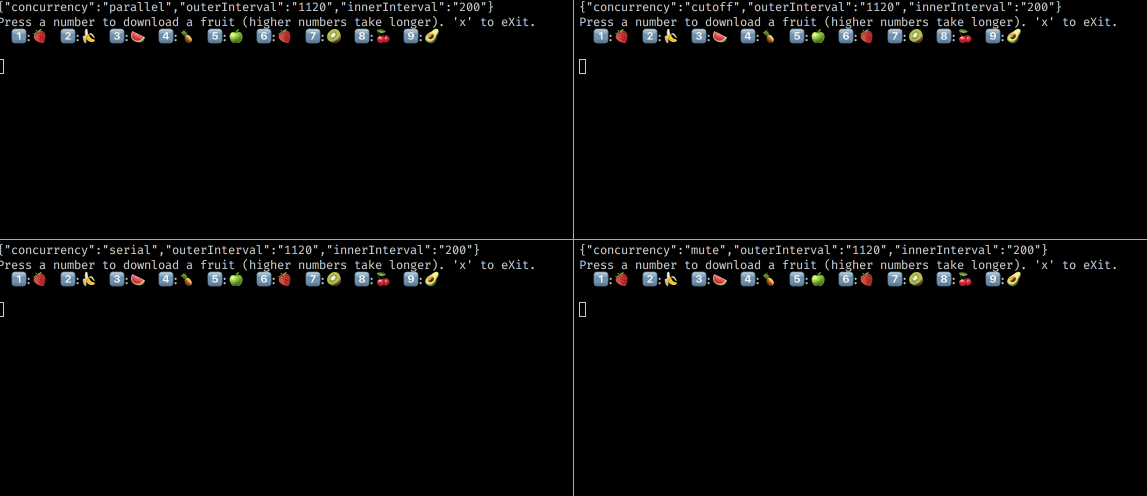 {"concurrency":"parallel","outerInterval":"1120","innerInterval":"200"}
Press a number to download a fruit (higher numbers take longer). 'x' to eXit.
1️⃣:🍓 2️⃣:🍌 3️⃣:🍉 4️⃣:🍍 5️⃣:🍏 6️⃣:🍓 7️⃣:🥝 8️⃣:🍒 9️⃣:🥑
{"concurrency":"cutoff","outerInterval":"1120","innerInterval":"200"}
Press a number to download a fruit (higher numbers take longer). 'x' to eXit.
1️⃣:🍓 2️⃣:🍌 3️⃣:🍉 4️⃣:🍍 5️⃣:🍏 6️⃣:🍓 7️⃣:🥝 8️⃣:🍒 9️⃣:🥑
{"concurrency":"serial","outerInterval":"1120","innerInterval":"200"}
Press a number to download a fruit (higher numbers take longer). 'x' to eXit.
1️⃣:🍓 2️⃣:🍌 3️⃣:🍉 4️⃣:🍍 5️⃣:🍏 6️⃣:🍓 7️⃣:🥝 8️⃣:🍒 9️⃣:🥑
{"concurrency":"mute","outerInterval":"1120","innerInterval":"200"}
Press a number to download a fruit (higher numbers take longer). 'x' to eXit.
1️⃣:🍓 2️⃣:🍌 3️⃣:🍉 4️⃣:🍍 5️⃣:🍏 6️⃣:🍓 7️⃣:🥝 8️⃣:🍒 9️⃣:🥑